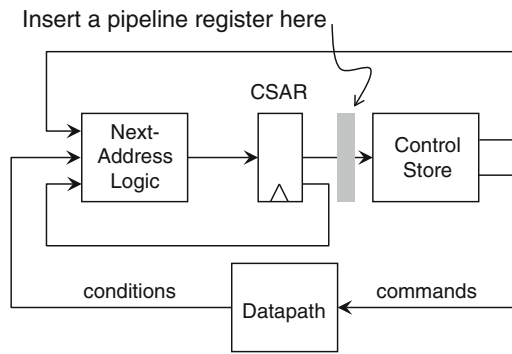 Insert a pipeline register here
CSAR
Next-
Address
Logic
Control
Store
conditions
Datapath
commands